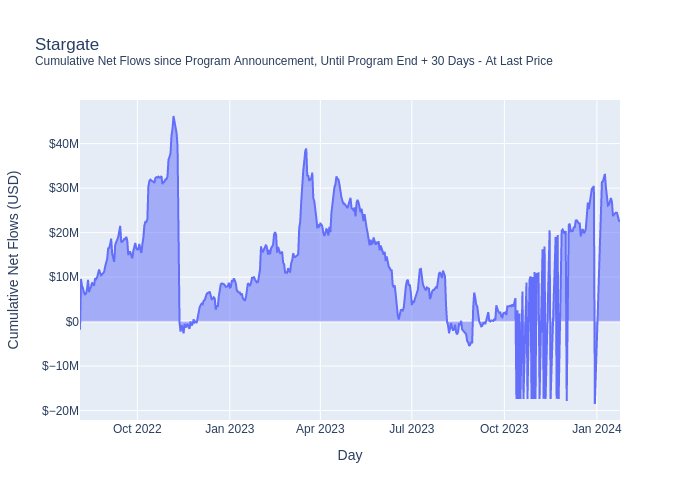 Stargate
Cumulative Net Flows since Program Announcement, Until Program End + 30 Days - At Last Price
Cumulative Net Flows (USD)
$40M
$30M
$20M
$10M
$0
$−10M
$−20M
Oct 2022
Jan 2023
Apr 2023
Jul 2023
Oct 2023
Jan 2024
Day